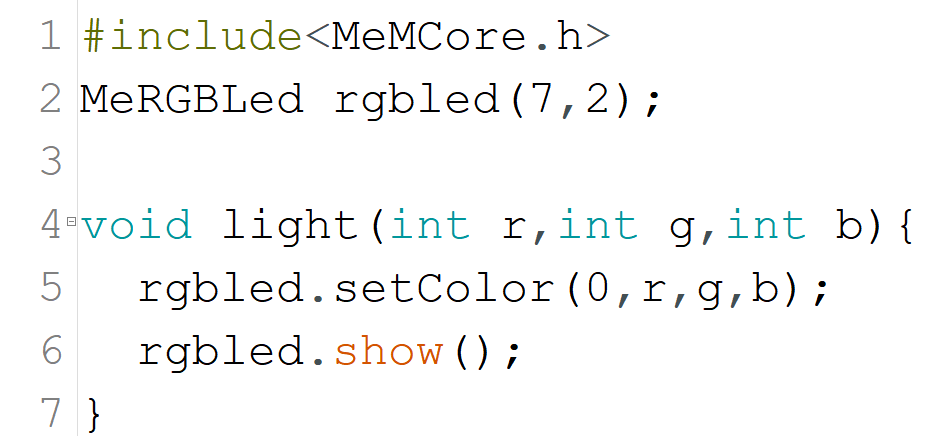 1 #include<MeMCore.h>
2 MeRGBLed rgbled(7,2);
3
4 void light(int r,int g,int b){
5   rgbled.setColor(0,r,g,b);
6   rgbled.show();
7 }